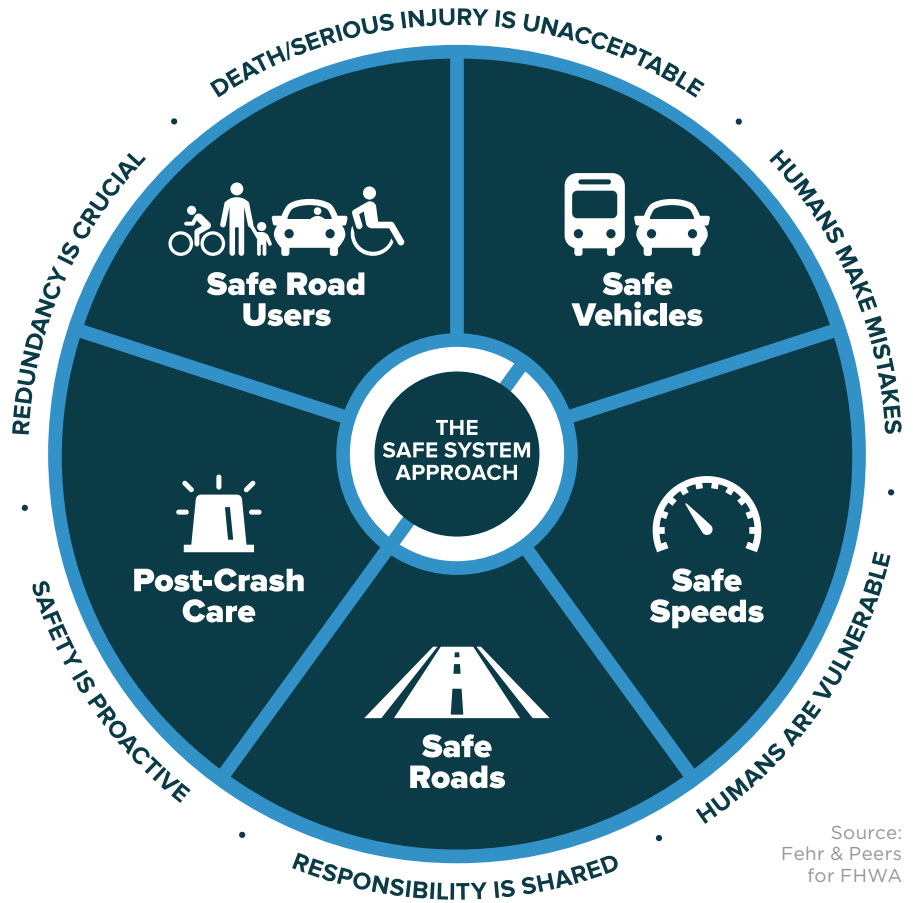 DEATH/SERIOUS INJURY IS UNACCEPTABLE
HUMANS MAKE MISTAKES
HUMANS ARE VULNERABLE
RESPONSIBILITY IS SHARED
SAFETY IS PROACTIVE
REDUNDANCY IS CRUCIAL
Safe Road
Users
Safe
Vehicles
THE
SAFE SYSTEM
APPROACH
Post-Crash
Care
Safe
Speeds
Safe
Roads
Source:
Fehr & Peers
for FHWA